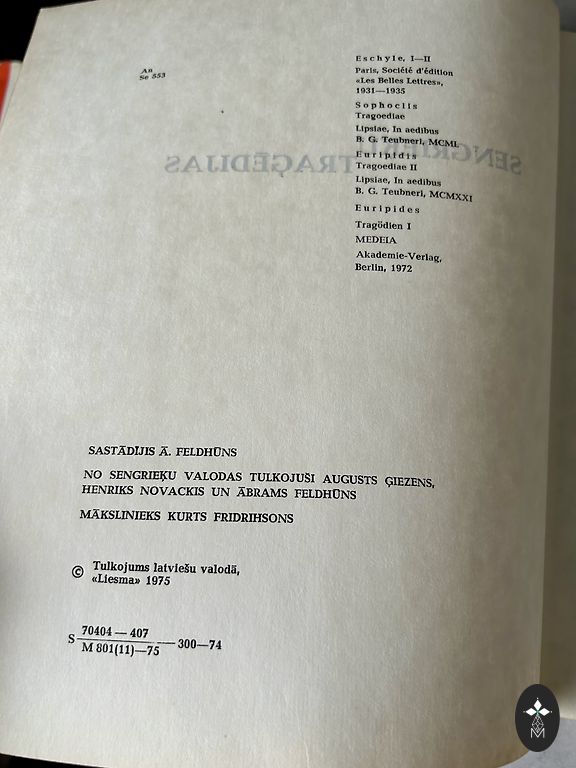 An
Se 553
Eschyle, I—II
Paris, Société d'édition
«Les Belles Lettres»,
1931—1935
Sophoclis
Tragoediae
Lipsiae, In aedibus
B. G. Teubneri, MCML
Euripidis
Tragoediae II
Lipsiae, In aedibus
B. G. Teubneri, MCMXXI
Euripides
Tragödien I
MEDEIA
Akademie-Verlag,
Berlin, 1972
SENGRIEĶU TRAĢĒDIJAS
SASTĀDĪJIS Ā. FELDHŪNS
NO SENGRIEĶU VALODAS TULKOJUŠI AUGUSTS ĢIEZENS,
HENRIKS NOVACKIS UN ĀBRAMS FELDHŪNS
MĀKSLINIEKS KURTS FRIDRIHSONS
© Tulkojums latviešu valodā,
«Liesma» 1975
S 70404—407
M 801(11)—75 —300—74
M